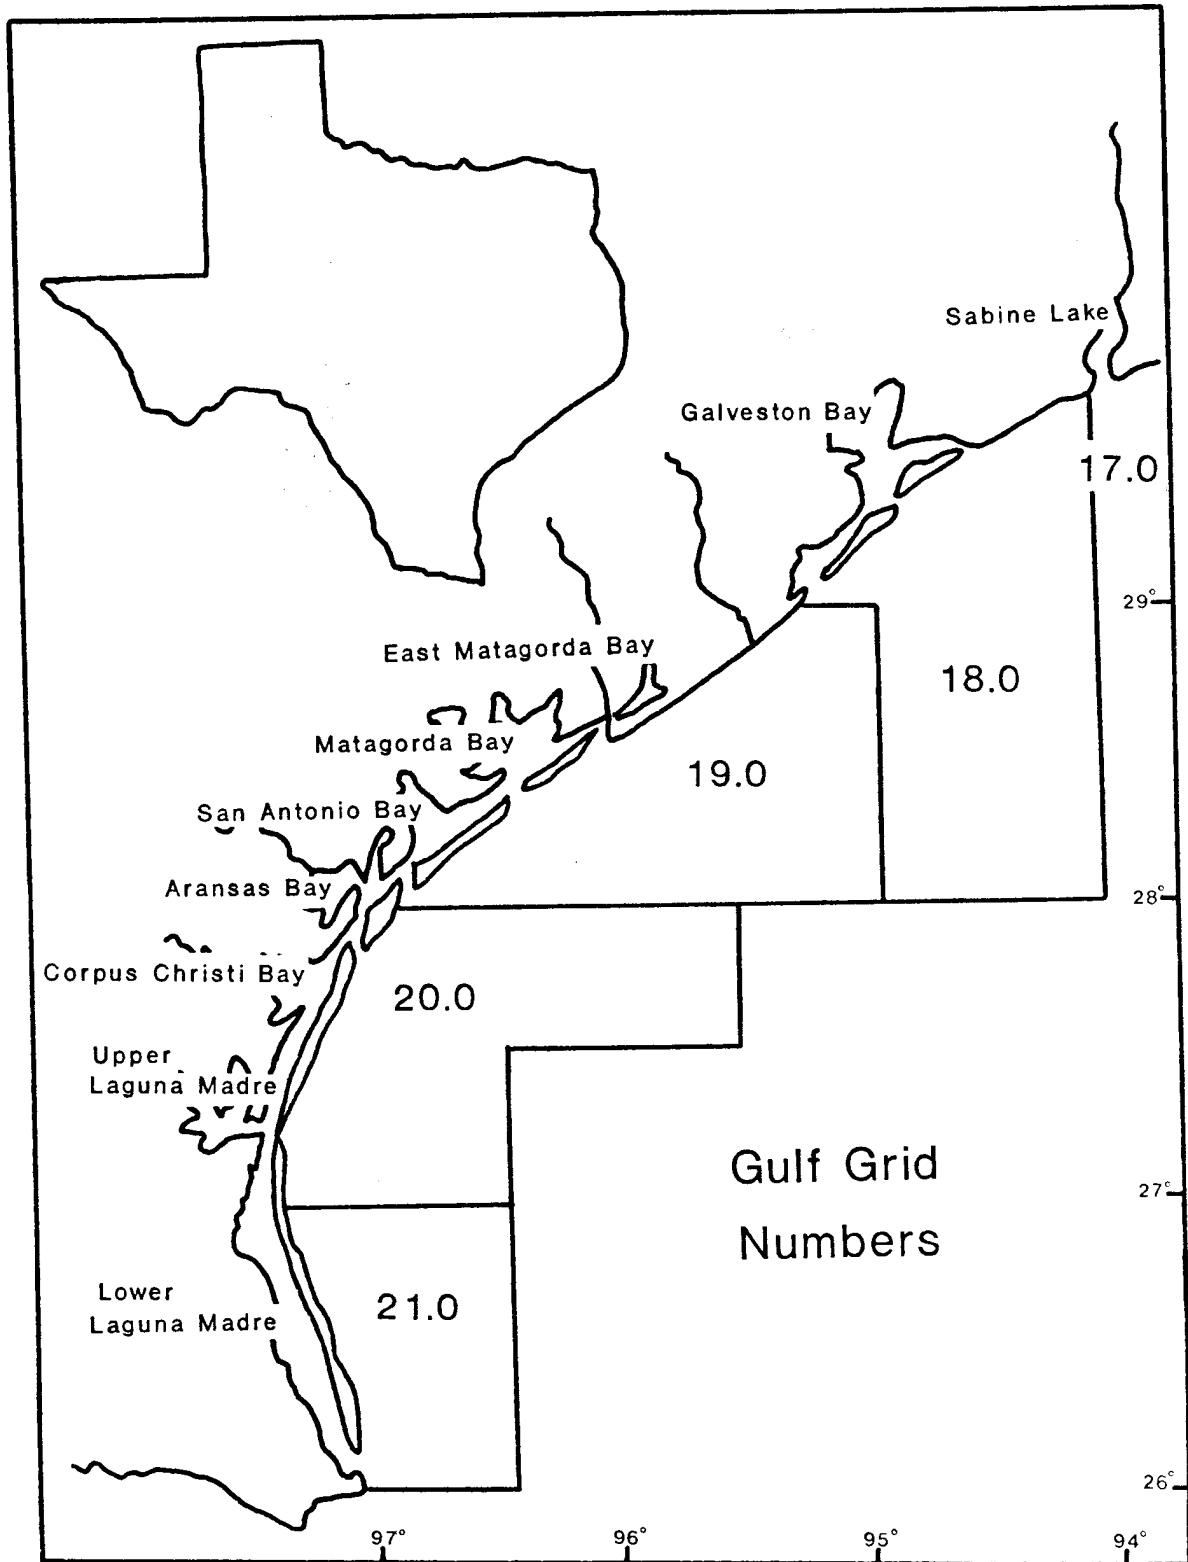 Sabine Lake
Galveston Bay
17.0
29°
East Matagorda Bay
18.0
Matagorda Bay
19.0
San Antonio Bay
Aransas Bay
28°
Corpus Christi Bay
20.0
Upper
Laguna Madre
Gulf Grid
Numbers
27°
Lower
Laguna Madre
21.0
26°
97°
96°
95°
94°